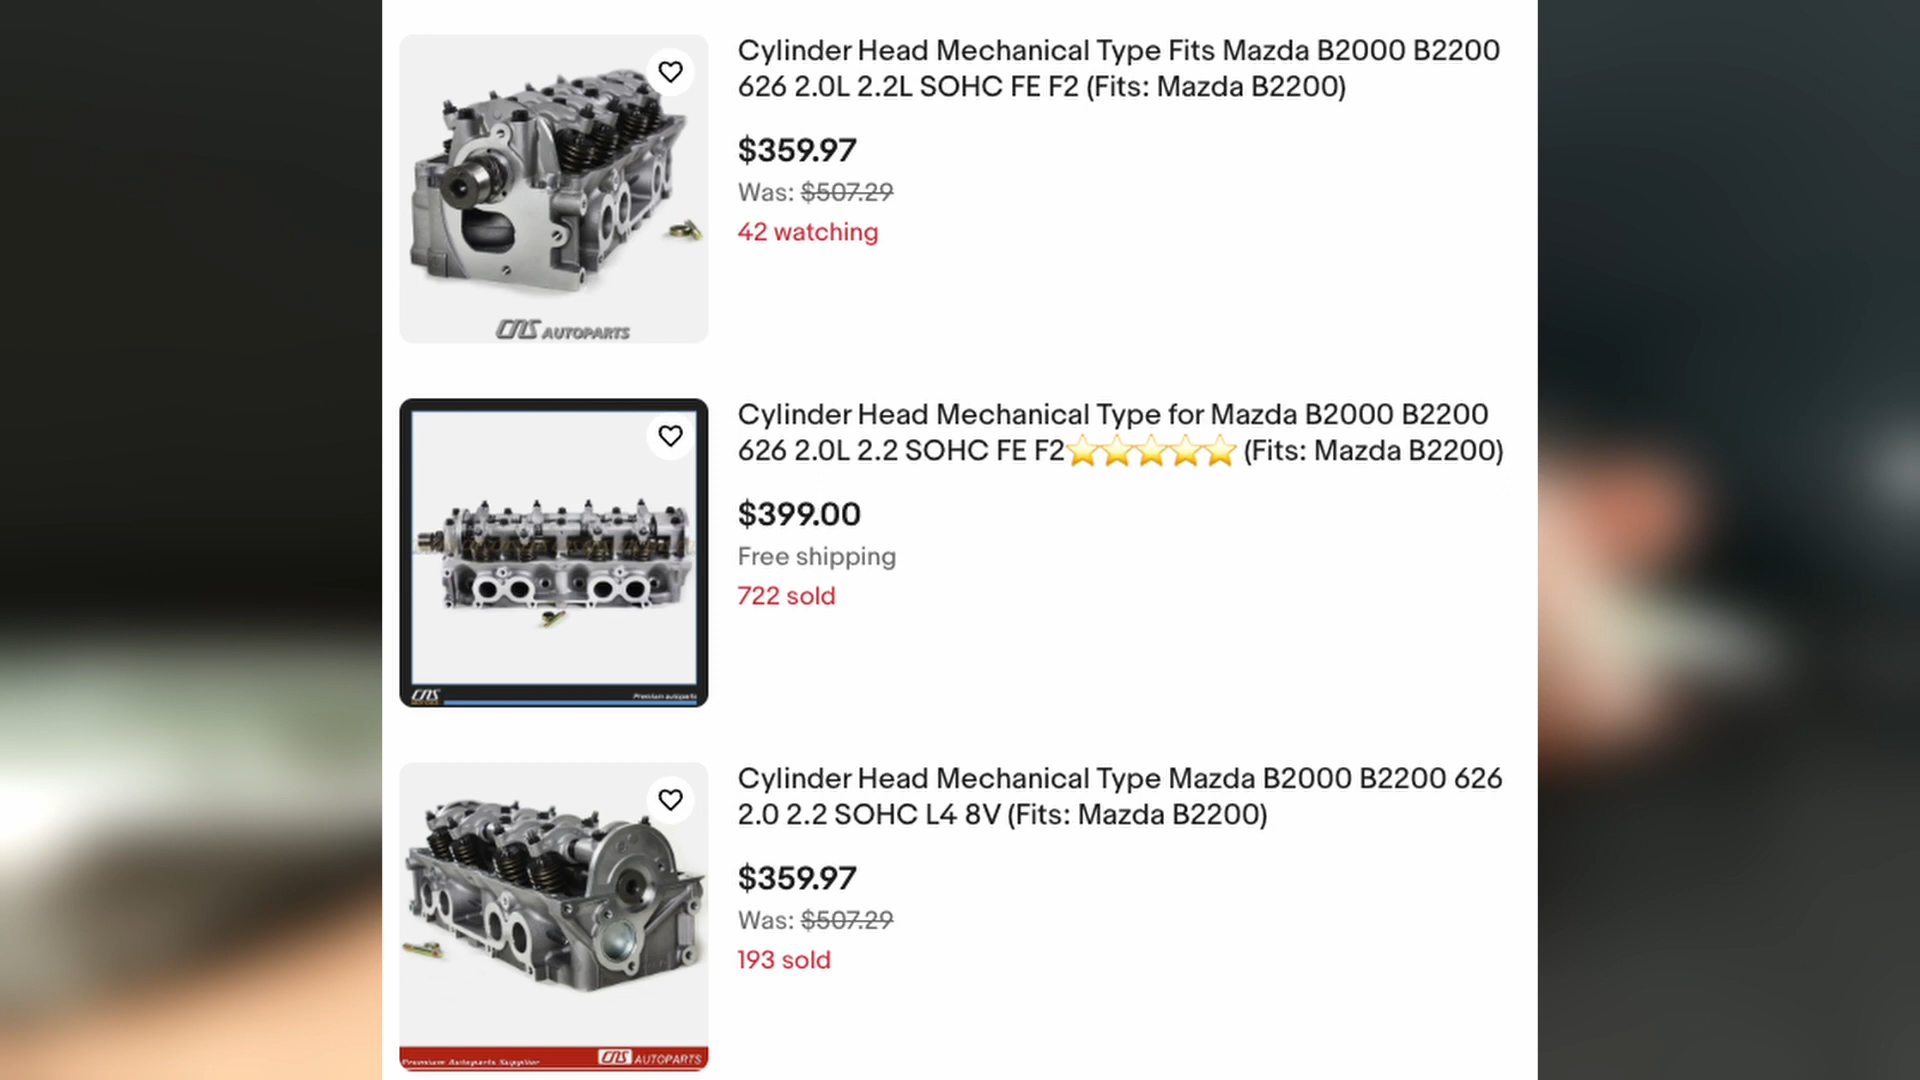 Cylinder Head Mechanical Type Fits Mazda B2000 B2200
626 2.0L 2.2L SOHC FE F2 (Fits: Mazda B2200)
$359.97
Was: $507.29
42 watching
CNS AUTOPARTS
Cylinder Head Mechanical Type for Mazda B2000 B2200
626 2.0L 2.2 SOHC FE F2⭐⭐⭐⭐⭐ (Fits: Mazda B2200)
$399.00
Free shipping
722 sold
CNS
Premium autoparts
Cylinder Head Mechanical Type Mazda B2000 B2200 626
2.0 2.2 SOHC L4 8V (Fits: Mazda B2200)
$359.97
Was: $507.29
193 sold
Premium Autoparts Supplier
CNS AUTOPARTS